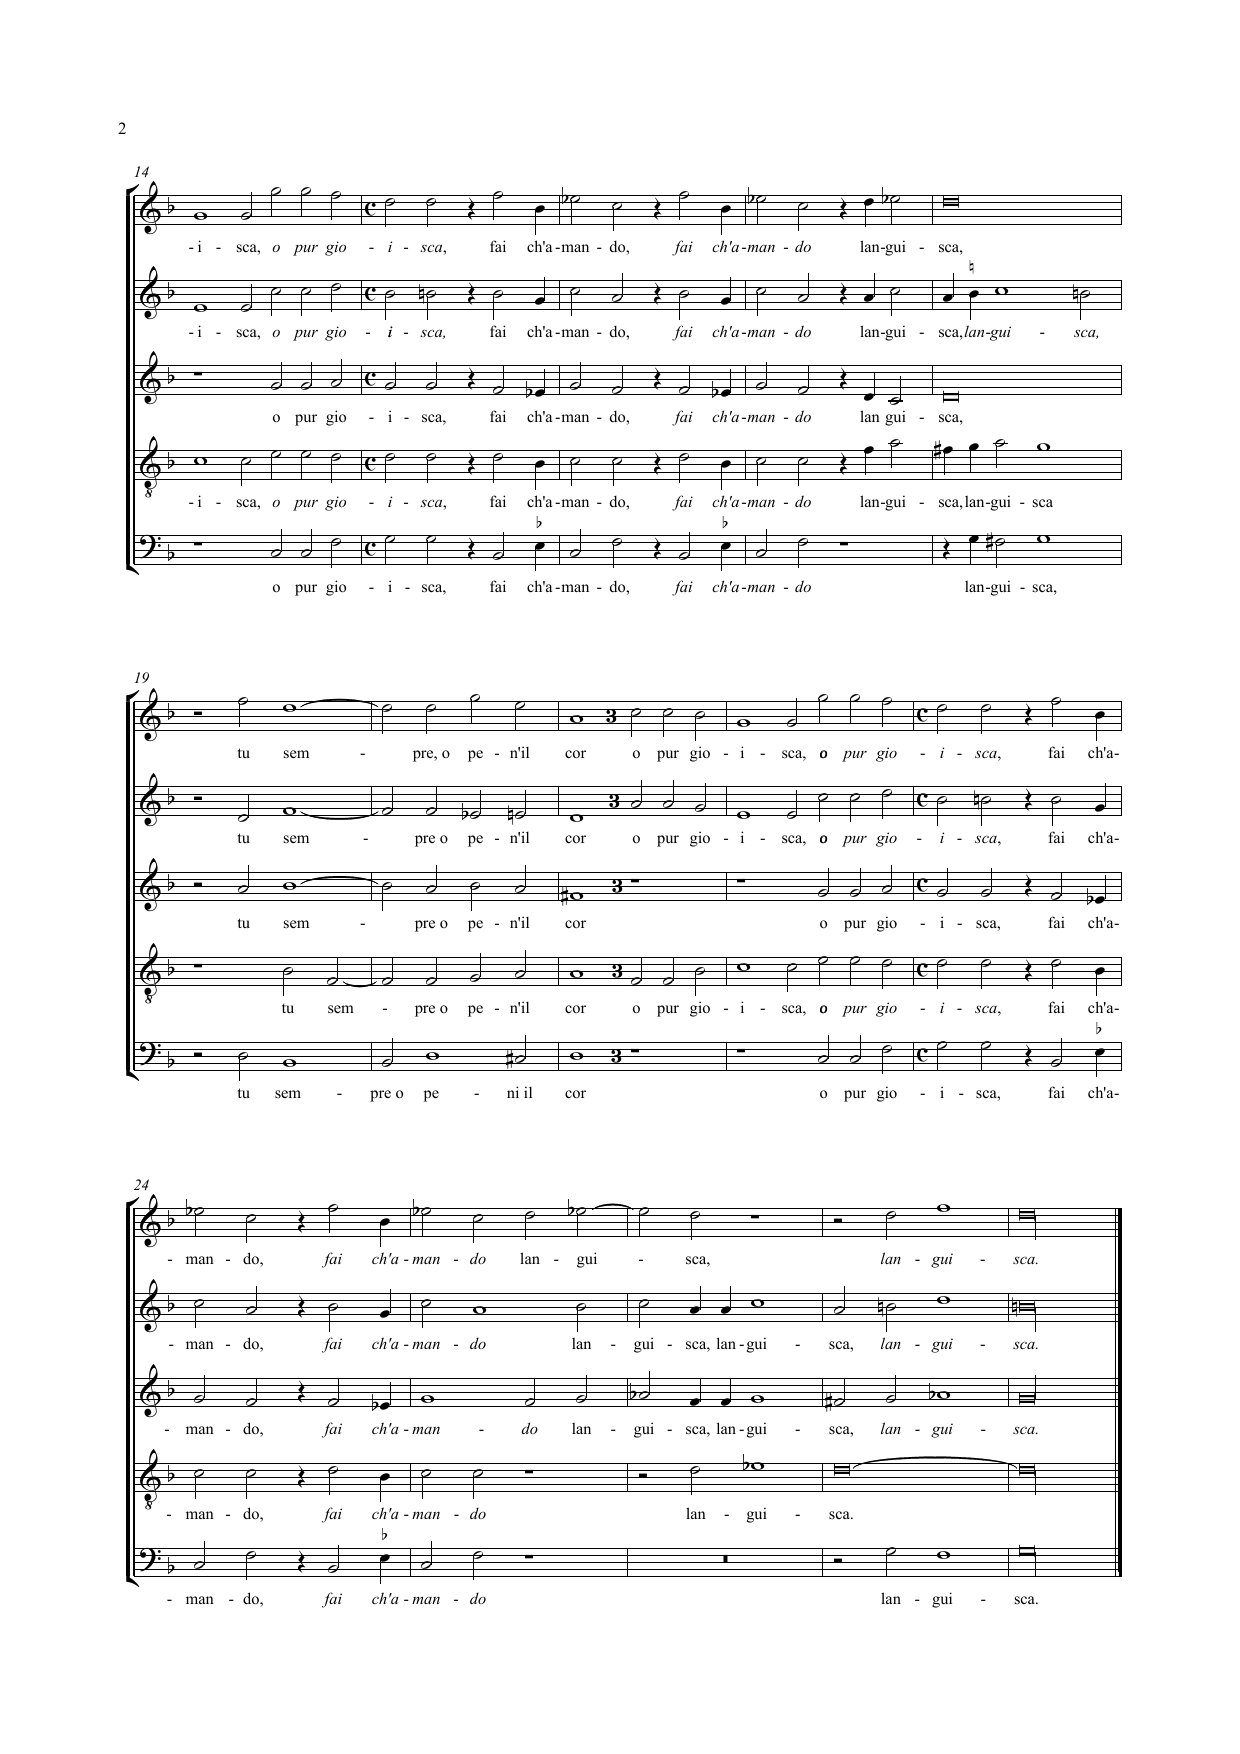 2
14
- i - sca, o pur gio - i - sca, fai ch'a-man - do, fai ch'a-man - do lan-gui - sca,
- i - sca, o pur gio - i - sca, fai ch'a-man - do, fai ch'a-man - do lan-gui - sca,lan-gui - sca,
o pur gio - i - sca, fai ch'a-man - do, fai ch'a-man - do lan gui - sca,
8
- i - sca, o pur gio - i - sca, fai ch'a-man - do, fai ch'a-man - do lan-gui - sca,lan-gui - sca
o pur gio - i - sca, fai ch'a-man - do, fai ch'a-man - do lan-gui - sca,
19
3
tu sem - pre, o pe - n'il cor o pur gio - i - sca, o pur gio - i - sca, fai ch'a-
3
tu sem - pre o pe - n'il cor o pur gio - i - sca, o pur gio - i - sca, fai ch'a-
3
tu sem - pre o pe - n'il cor o pur gio - i - sca, fai ch'a-
8 3
tu sem - pre o pe - n'il cor o pur gio - i - sca, o pur gio - i - sca, fai ch'a-
3
tu sem - pre o pe - ni il cor o pur gio - i - sca, fai ch'a-
24
- man - do, fai ch'a - man - do lan - gui - sca, lan - gui - sca.
- man - do, fai ch'a - man - do lan - gui - sca, lan - gui - sca, lan - gui - sca.
- man - do, fai ch'a - man - do lan - gui - sca, lan - gui - sca, lan - gui - sca.
8
- man - do, fai ch'a - man - do lan - gui - sca.
- man - do, fai ch'a - man - do lan - gui - sca.